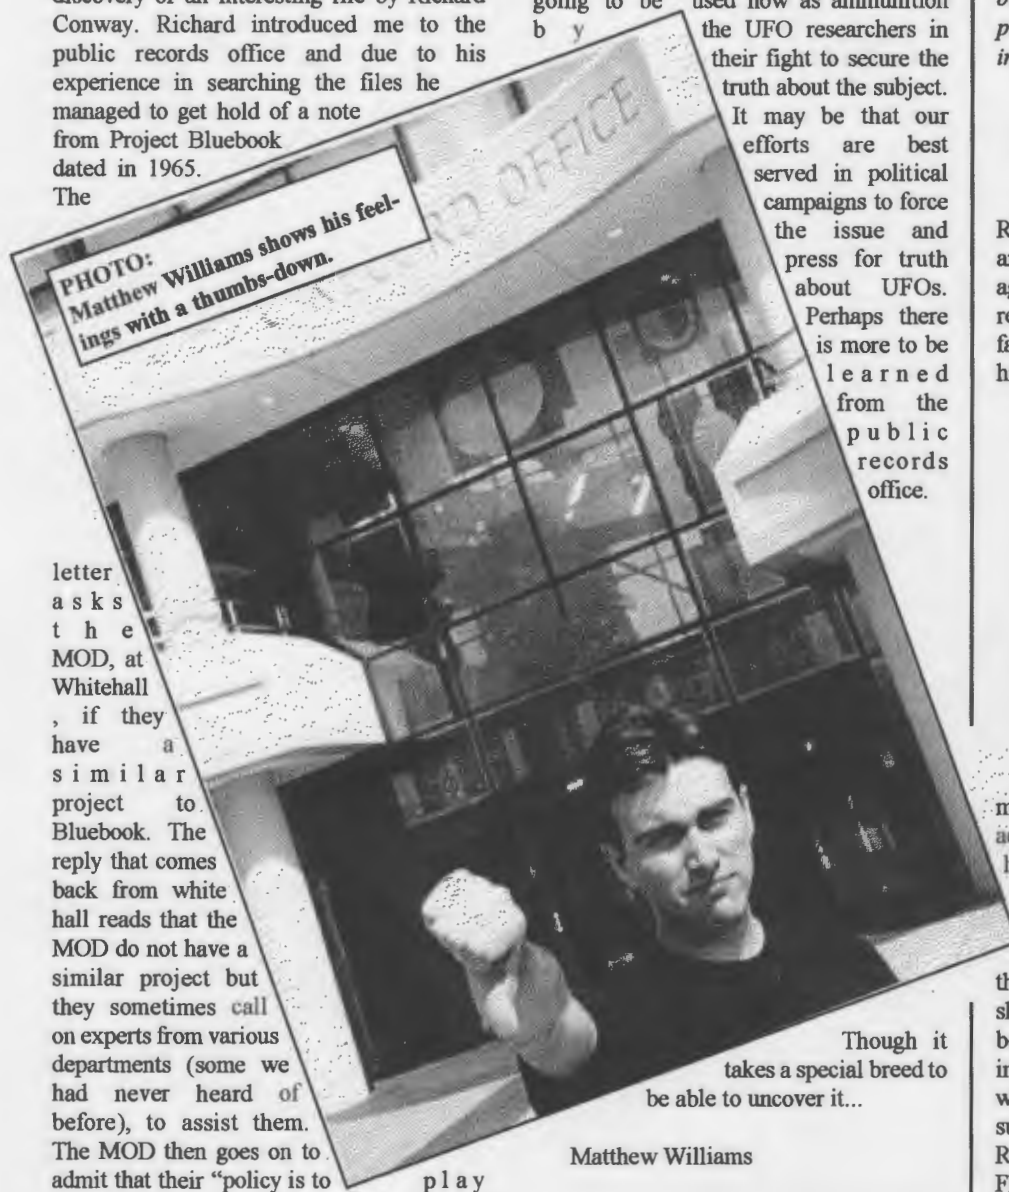 Conway. Richard introduced me to the
public records office and due to his
experience in searching the files he
managed to get hold of a note
from Project Bluebook
dated in 1965.
The
PHOTO:
Matthew Williams shows his feel-
ings with a thumbs-down.
RD OFFICE
letter
asks
the
MOD, at
Whitehall
, if they
have a
similar
project to
Bluebook. The
reply that comes
back from white
hall reads that the
MOD do not have a
similar project but
they sometimes call
on experts from various
departments (some we
had never heard of
before), to assist them.
The MOD then goes on to
admit that their “policy is to play
going to be used now as ammunition
by the UFO researchers in
their fight to secure the
truth about the subject.
It may be that our
efforts are best
served in political
campaigns to force
the issue and
press for truth
about UFOs.
Perhaps there
is more to be
learned
from the
public
records
office.
Though it
takes a special breed to
be able to uncover it...
Matthew Williams